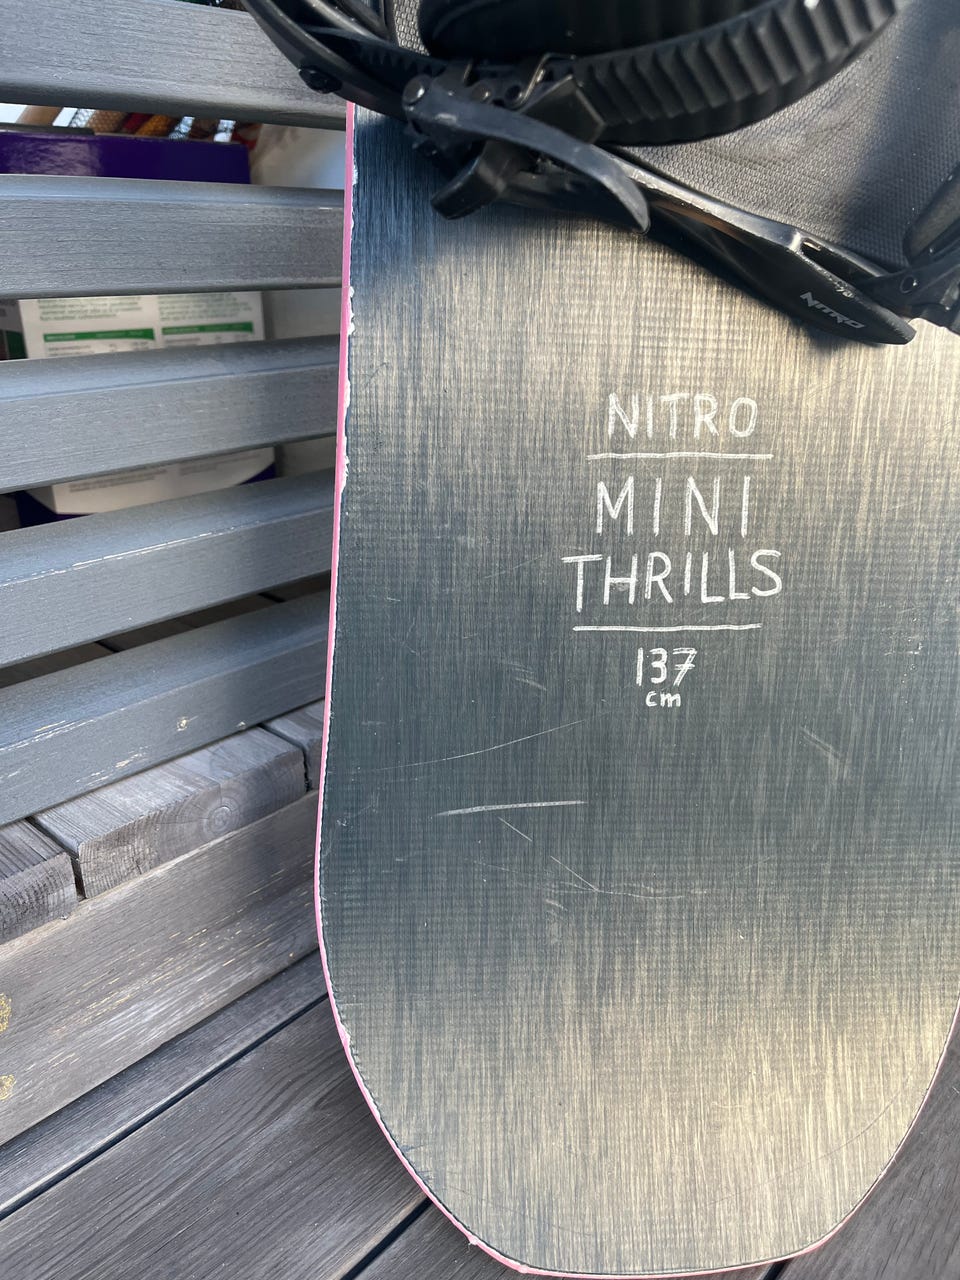 NITRO
NITRO
MINI
THRILLS
137
cm